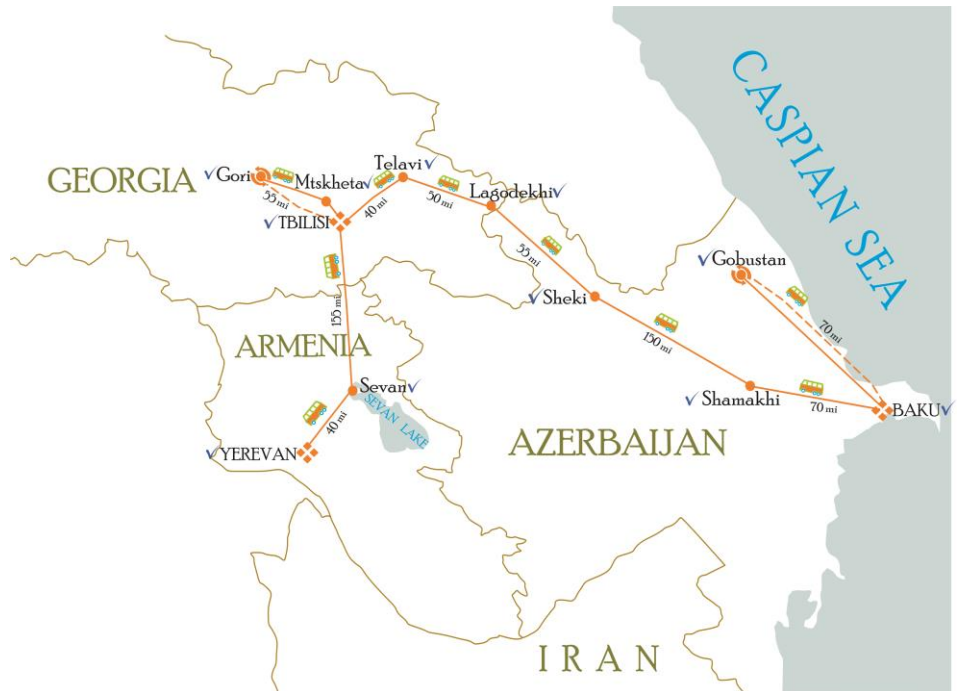 CASPIAN SEA
GEORGIA
Gori
Mtskheta
55 mi
TBILISI
Telavi
40 mi
50 mi
Lagodekhi
55 mi
Sheki
150 mi
Gobustan
70 mi
Shamakhi
70 mi
BAKU
155 mi
ARMENIA
Sevan
SEVAN LAKE
40 mi
YEREVAN
AZERBAIJAN
IRAN